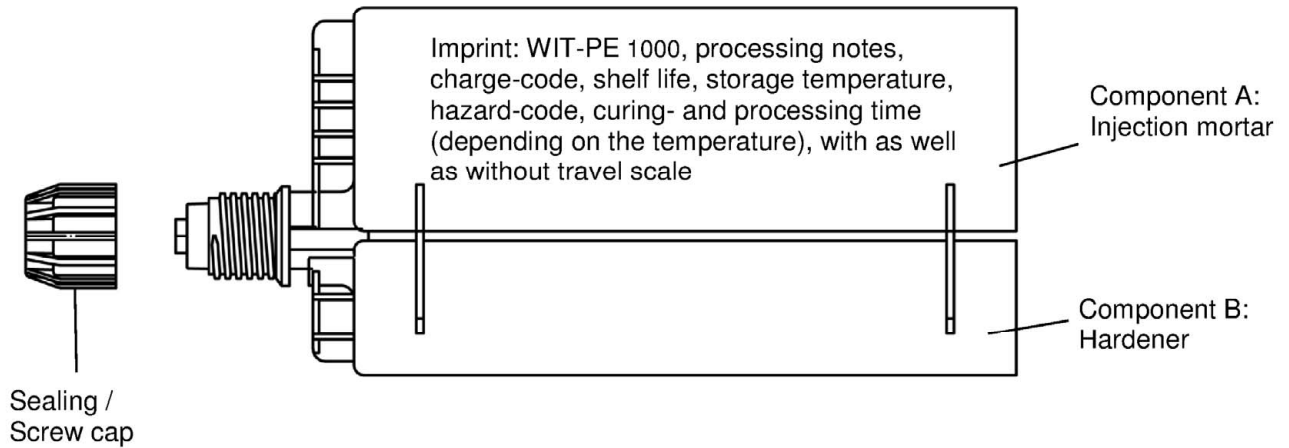 Imprint: WIT-PE 1000, processing notes,
charge-code, shelf life, storage temperature,
hazard-code, curing- and processing time
(depending on the temperature), with as well
as without travel scale
Component A:
Injection mortar
Component B:
Hardener
Sealing /
Screw cap